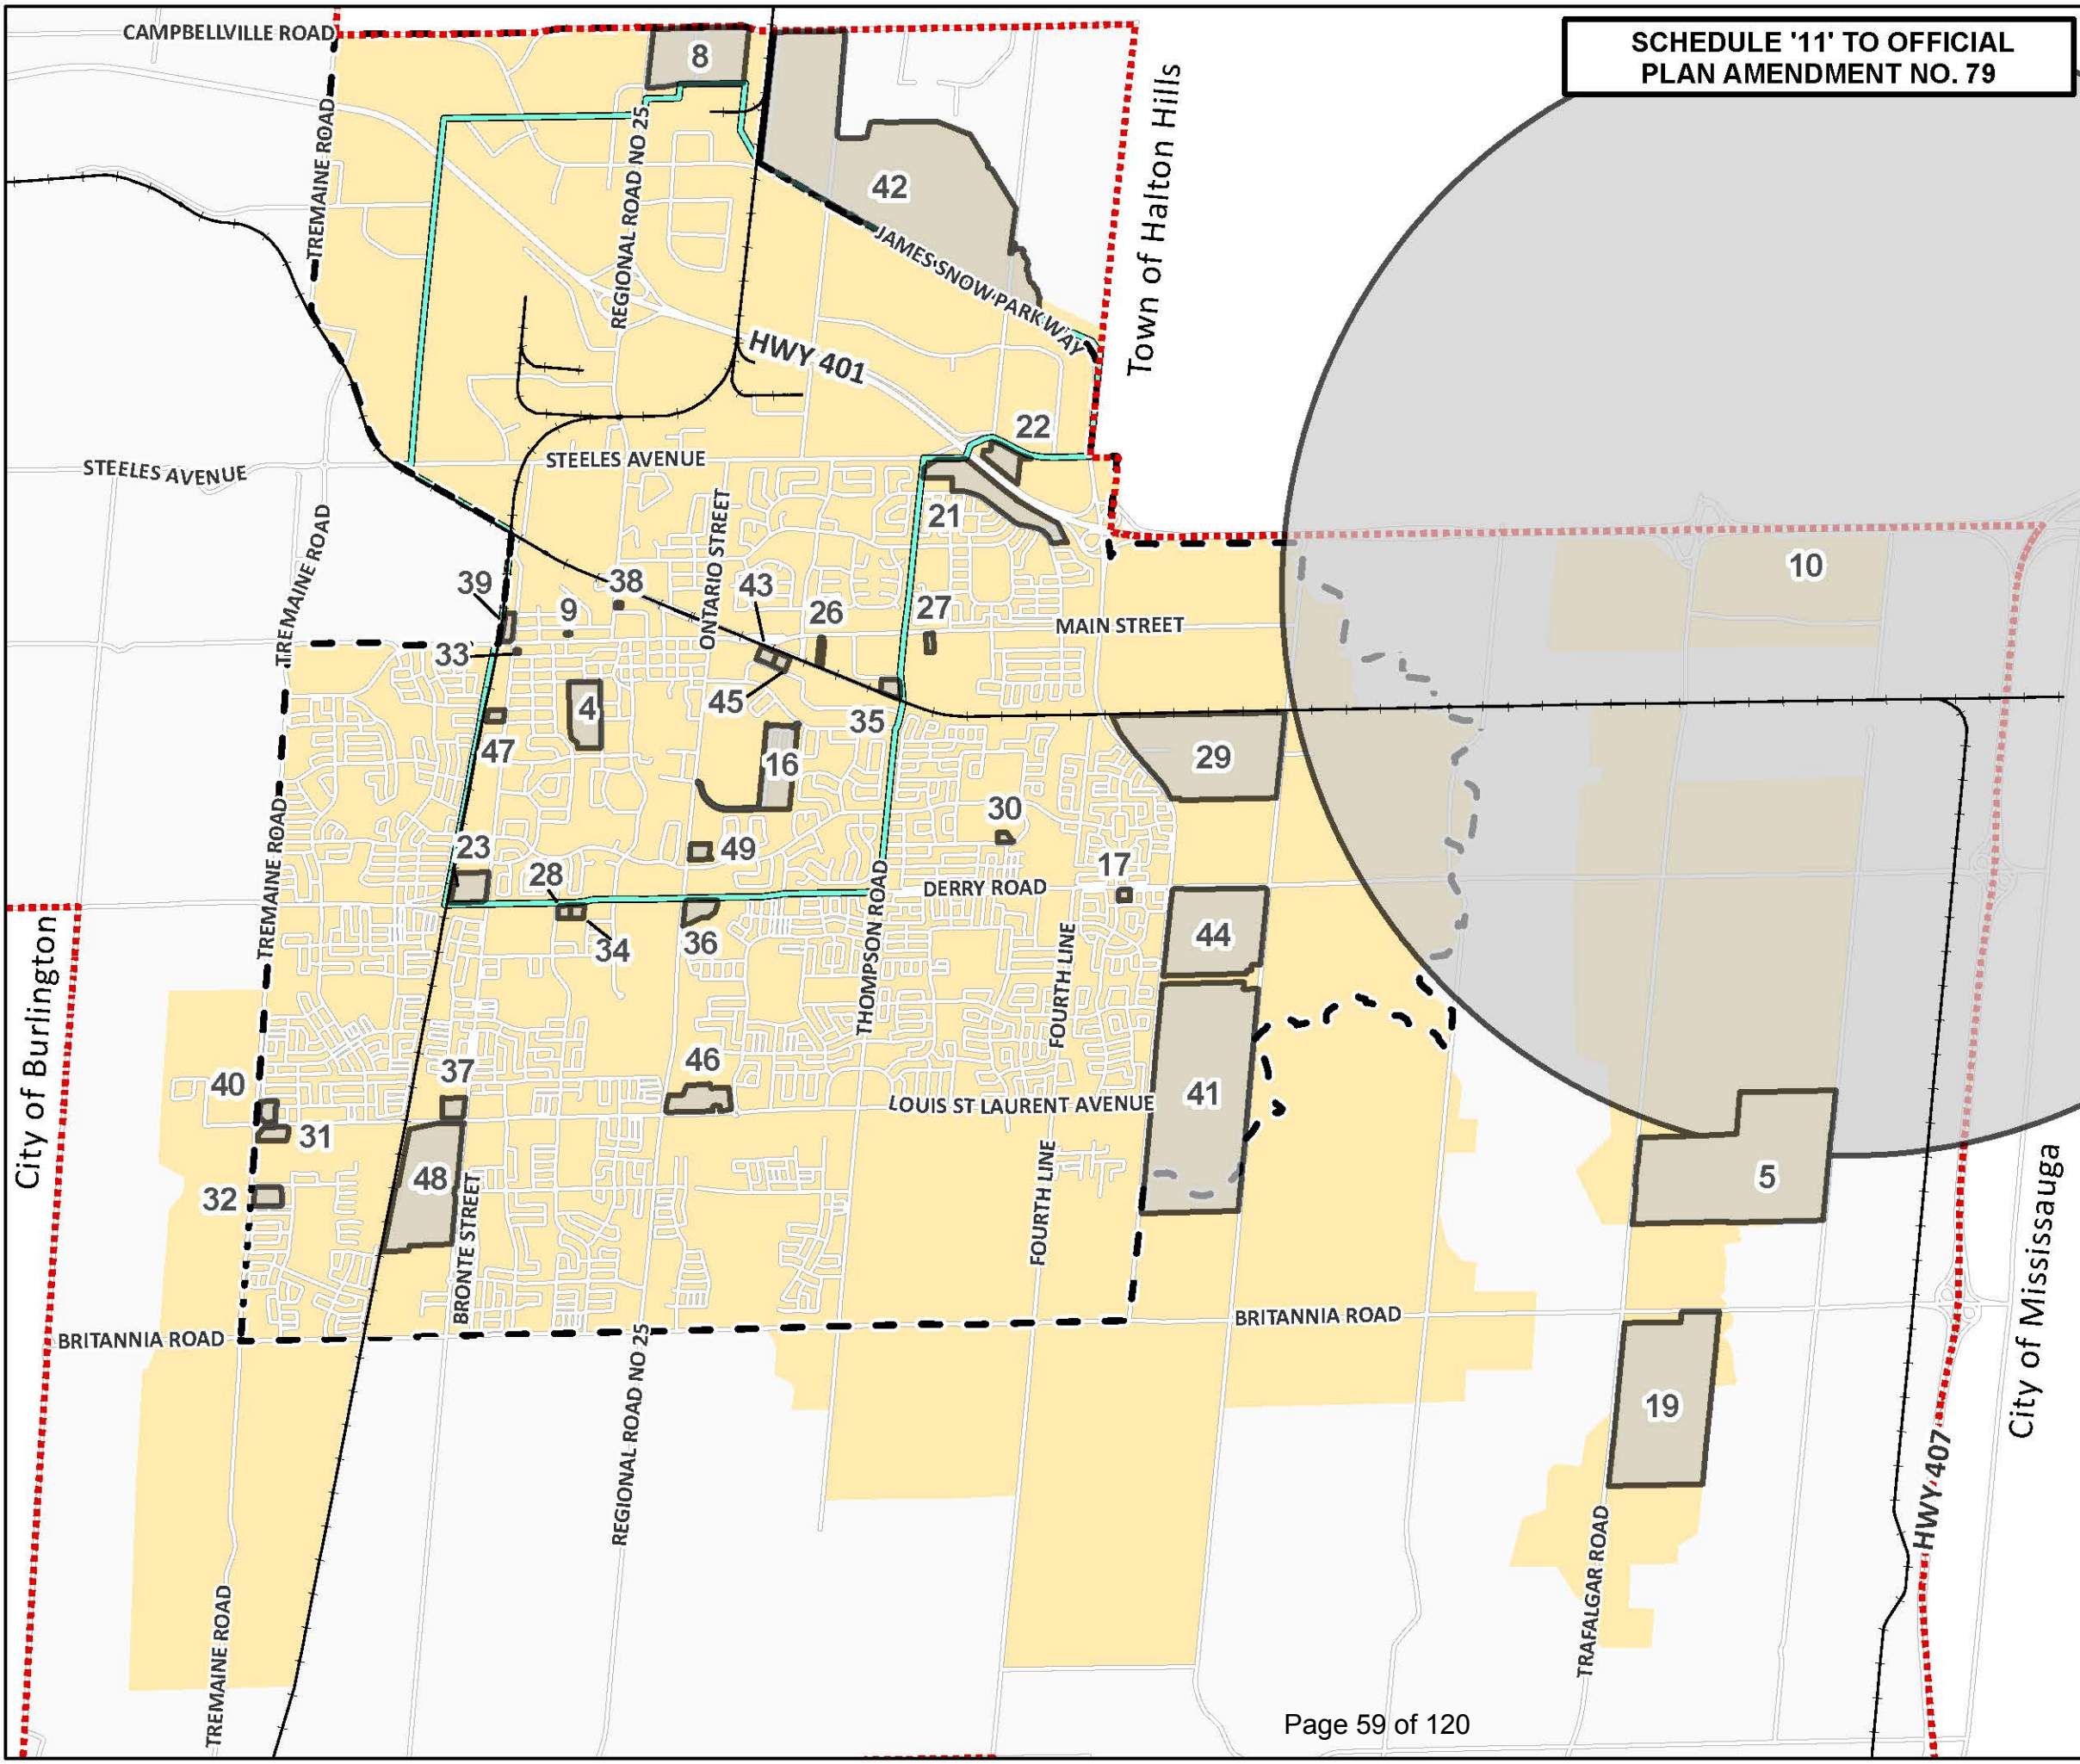 SCHEDULE '11' TO OFFICIAL
PLAN AMENDMENT NO. 79
CAMPBELLVILLE ROAD
8
TREMAINE ROAD
REGIONAL ROAD NO 25
42
Town of Halton Hills
JAMES SNOW PARKWAY
HWY 401
22
STEELES AVENUE
STEELES AVENUE
21
ONTARIO STREET
TREMAINE ROAD
10
39
38
43
9
26
27
MAIN STREET
33
45
4
35
47
16
29
30
TREMAINE ROAD
23
49
17
28
DERRY ROAD
THOMPSON ROAD
34
36
44
FOURTH LINE
City of Burlington
46
37
40
41
LOUIS ST LAURENT AVENUE
31
48
5
32
BRONTE STREET
FOURTH LINE
City of Mississauga
BRITANNIA ROAD
BRITANNIA ROAD
REGIONAL ROAD NO 25
19
HWY 407
TRAFALGAR ROAD
TREMAINE ROAD
Page 59 of 120